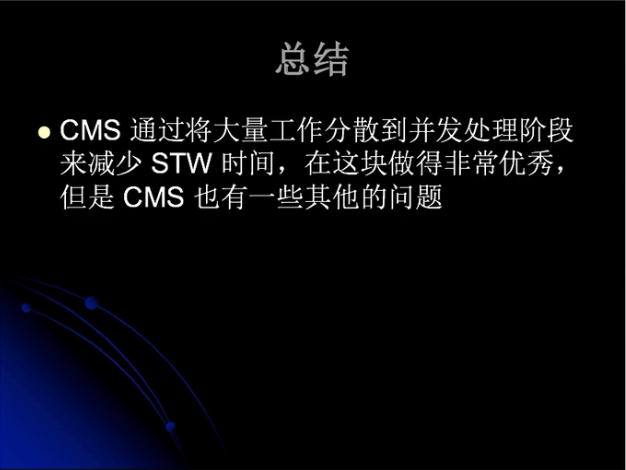 总结
CMS 通过将大量工作分散到并发处理阶段
来减少 STW 时间，在这块做得非常优秀，
但是 CMS 也有一些其他的问题